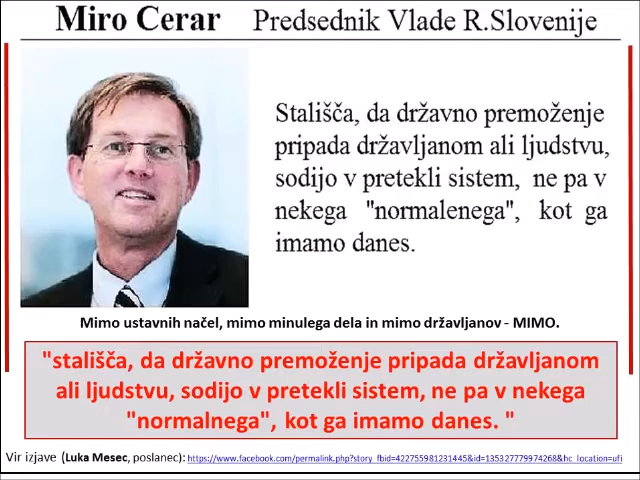 Miro Cerar Predsednik Vlade R.Slovenije
Stališča, da državno premoženje
pripada državljanom ali ljudstvu,
sodijo v pretekli sistem, ne pa v
nekega "normalenega", kot ga
imamo danes.
Mimo ustavnih načel, mimo minulega dela in mimo državljanov - MIMO.
"stališča, da državno premoženje pripada državljanom
ali ljudstvu, sodijo v pretekli sistem, ne pa v nekega
"normalnega", kot ga imamo danes. "
Vir izjave (Luka Mesec, poslanec): https://www.facebook.com/permalink.php?story_fbid=422755981231445&id=135327779974268&hc_location=ufi